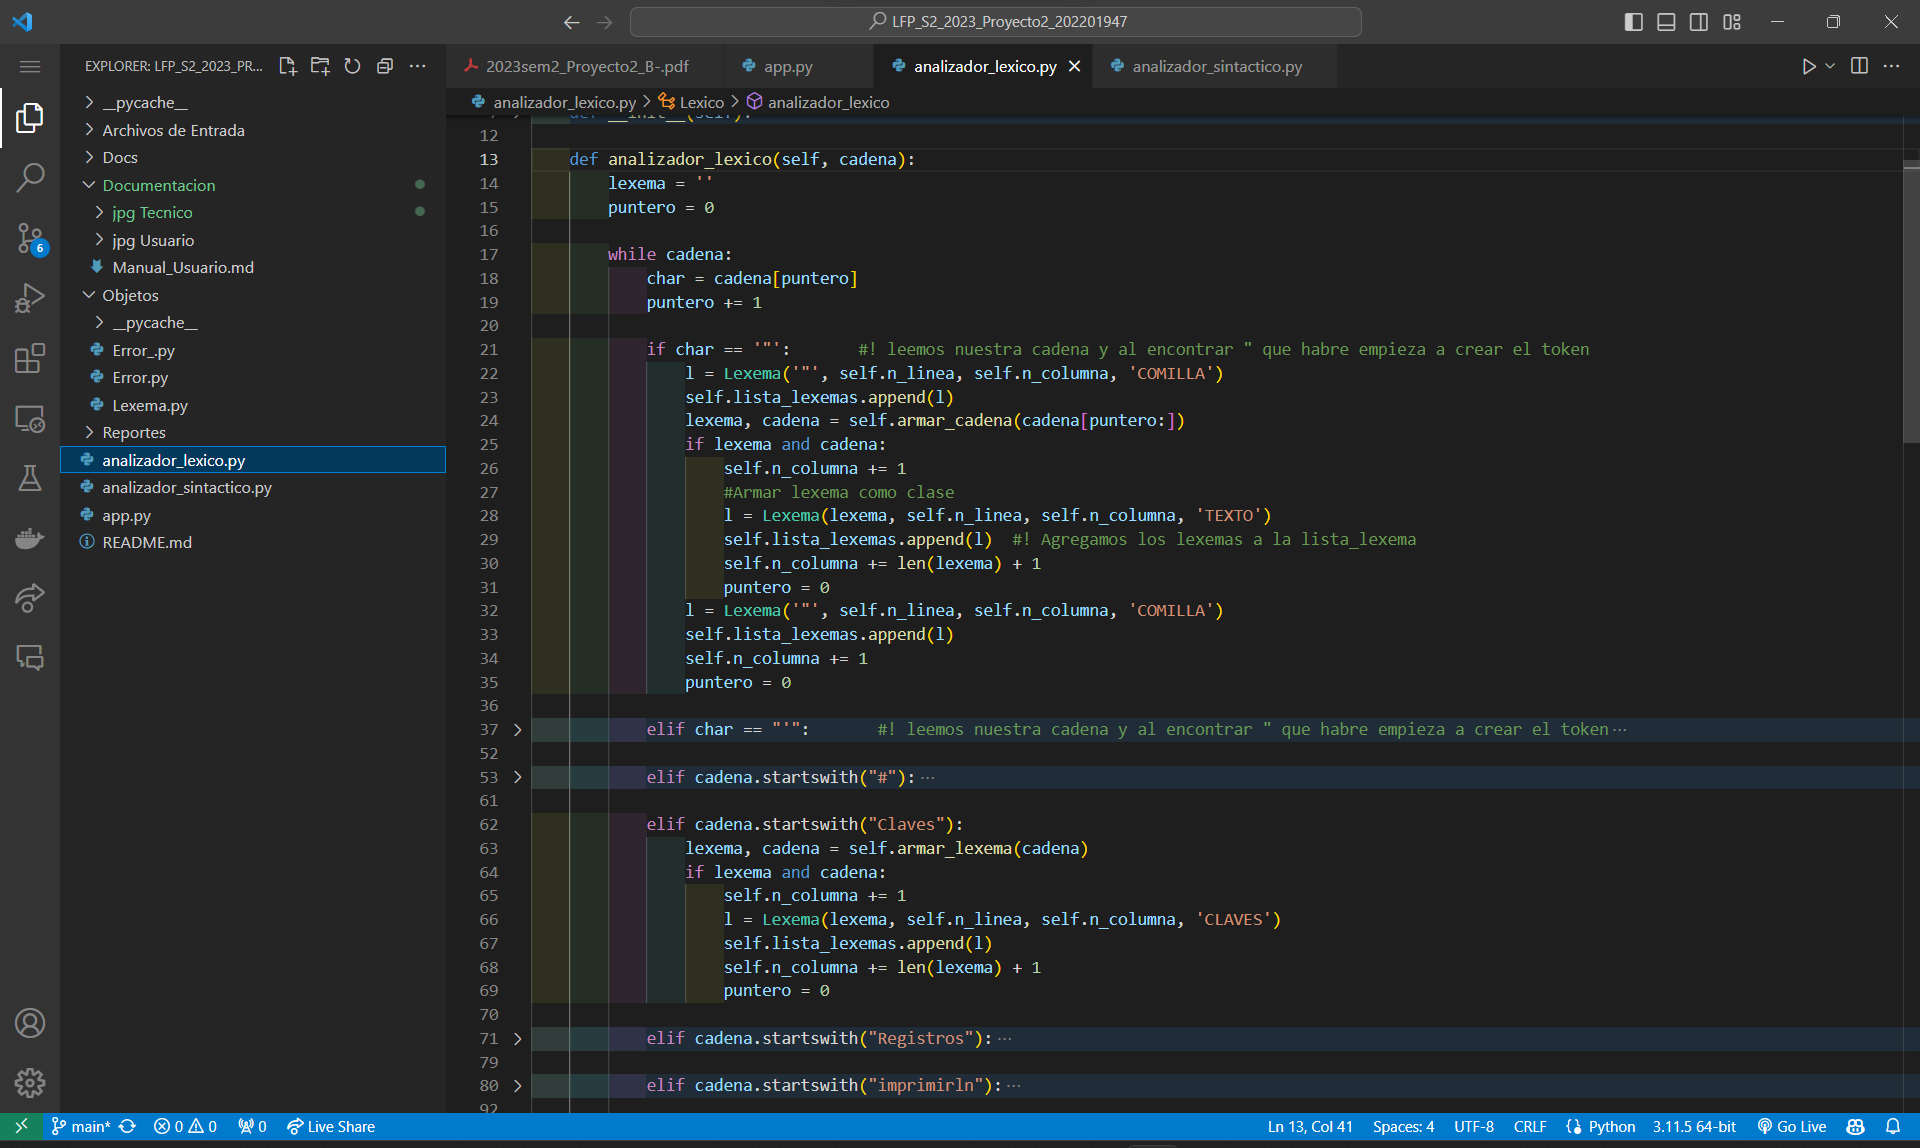 LFP_S2_2023_Proyecto2_202201947
EXPLORER: LFP_S2_2023_PR...
__pycache__
Archivos de Entrada
Docs
Documentacion
jpg Tecnico
jpg Usuario
Manual_Usuario.md
Objetos
__pycache__
Error_.py
Error.py
Lexema.py
Reportes
analizador_lexico.py
analizador_sintactico.py
app.py
README.md
6
2023sem2_Proyecto2_B-.pdf
app.py
analizador_lexico.py
analizador_sintactico.py
analizador_lexico.py > Lexico > analizador_lexico
def __init__(self):
12
13 def analizador_lexico(self, cadena):
14 lexema = ''
15 puntero = 0
16
17 while cadena:
18 char = cadena[puntero]
19 puntero += 1
20
21 if char == '"': #! leemos nuestra cadena y al encontrar " que habre empieza a crear el token
22 l = Lexema('"', self.n_linea, self.n_columna, 'COMILLA')
23 self.lista_lexemas.append(l)
24 lexema, cadena = self.armar_cadena(cadena[puntero:])
25 if lexema and cadena:
26 self.n_columna += 1
27 #Armar lexema como clase
28 l = Lexema(lexema, self.n_linea, self.n_columna, 'TEXTO')
29 self.lista_lexemas.append(l) #! Agregamos los lexemas a la lista_lexema
30 self.n_columna += len(lexema) + 1
31 puntero = 0
32 l = Lexema('"', self.n_linea, self.n_columna, 'COMILLA')
33 self.lista_lexemas.append(l)
34 self.n_columna += 1
35 puntero = 0
36
37 elif char == "'": #! leemos nuestra cadena y al encontrar " que habre empieza a crear el token ...
52
53 elif cadena.startswith("#"): ...
61
62 elif cadena.startswith("Claves"):
63 lexema, cadena = self.armar_lexema(cadena)
64 if lexema and cadena:
65 self.n_columna += 1
66 l = Lexema(lexema, self.n_linea, self.n_columna, 'CLAVES')
67 self.lista_lexemas.append(l)
68 self.n_columna += len(lexema) + 1
69 puntero = 0
70
71 elif cadena.startswith("Registros"): ...
79
80 elif cadena.startswith("imprimirln"): ...
92
main* 0 0 0 Live Share Ln 13, Col 41 Spaces: 4 UTF-8 CRLF Python 3.11.5 64-bit Go Live